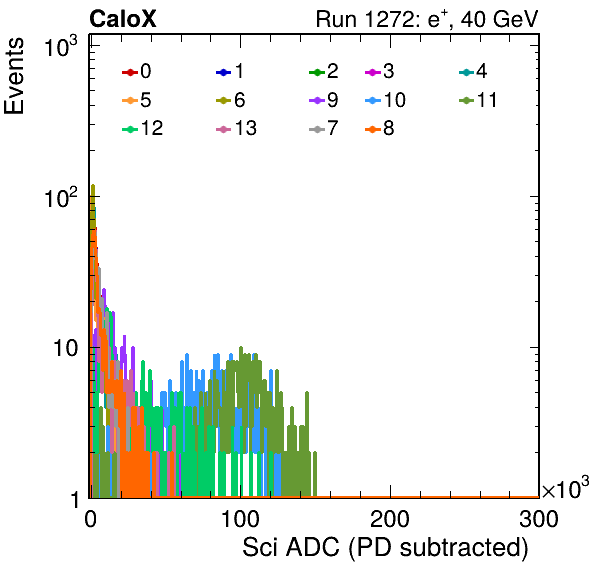 CaloX Run 1272: e⁺, 40 GeV
Events
10³
0 1 2 3 4
5 6 9 10 11
12 13 7 8
10²
10
1
0 100 200 300 ×10³
Sci ADC (PD subtracted)